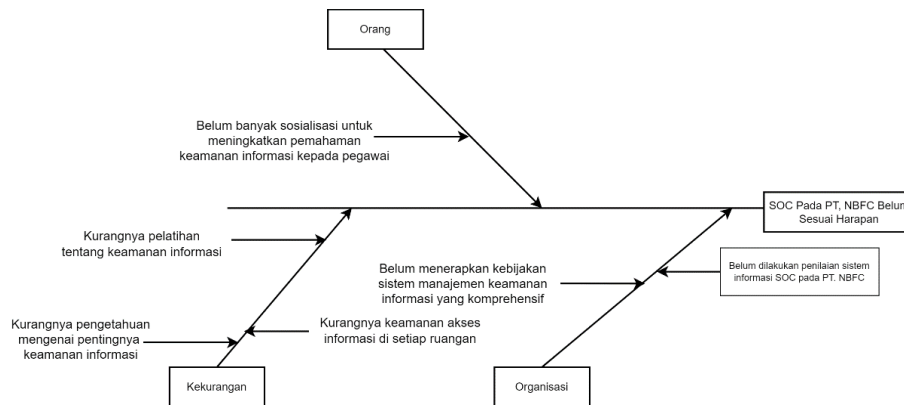 Orang
Belum banyak sosialisasi untuk
meningkatkan pemahaman
keamanan informasi kepada pegawai
SOC Pada PT, NBFC Belum
Sesuai Harapan
Kurangnya pelatihan
tentang keamanan informasi
Belum menerapkan kebijakan
sistem manajemen keamanan
informasi yang komprehensif
Belum dilakukan penilaian sistem
informasi SOC pada PT. NBFC
Kurangnya pengetahuan
mengenai pentingnya
keamanan informasi
Kurangnya keamanan akses
informasi di setiap ruangan
Kekurangan
Organisasi